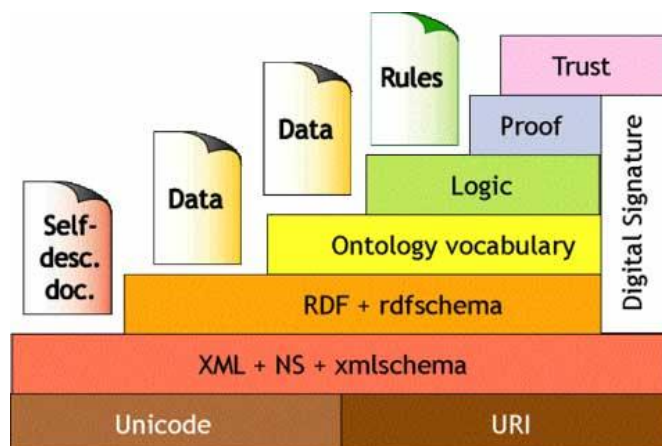 Trust
Rules
Proof
Data
Logic
Data
Digital Signature
Self-
desc.
doc.
Ontology vocabulary
RDF + rdfschema
XML + NS + xmlschema
Unicode
URI